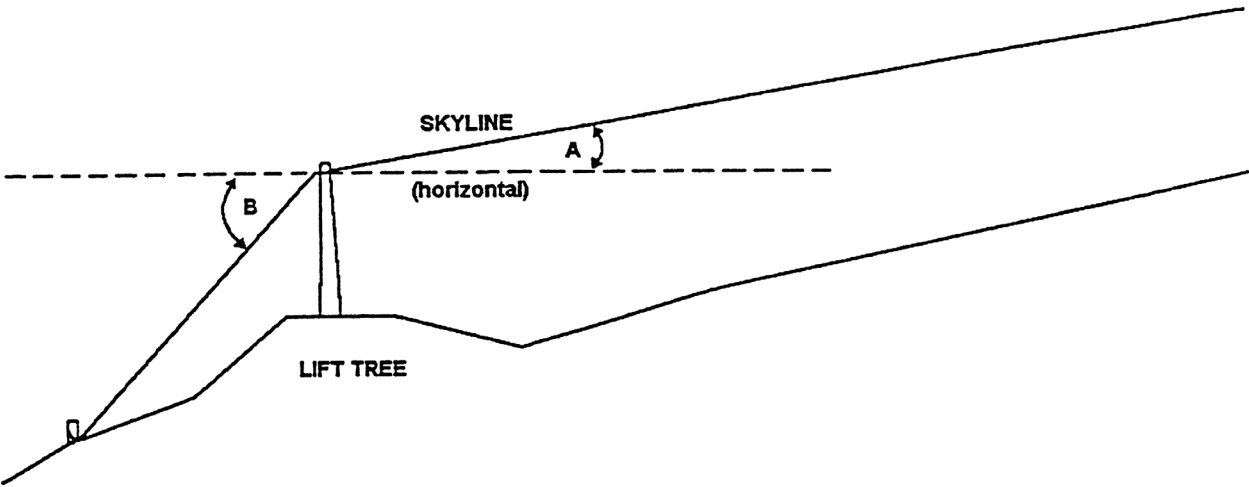 SKYLINE
A
(horizontal)
B
LIFT TREE